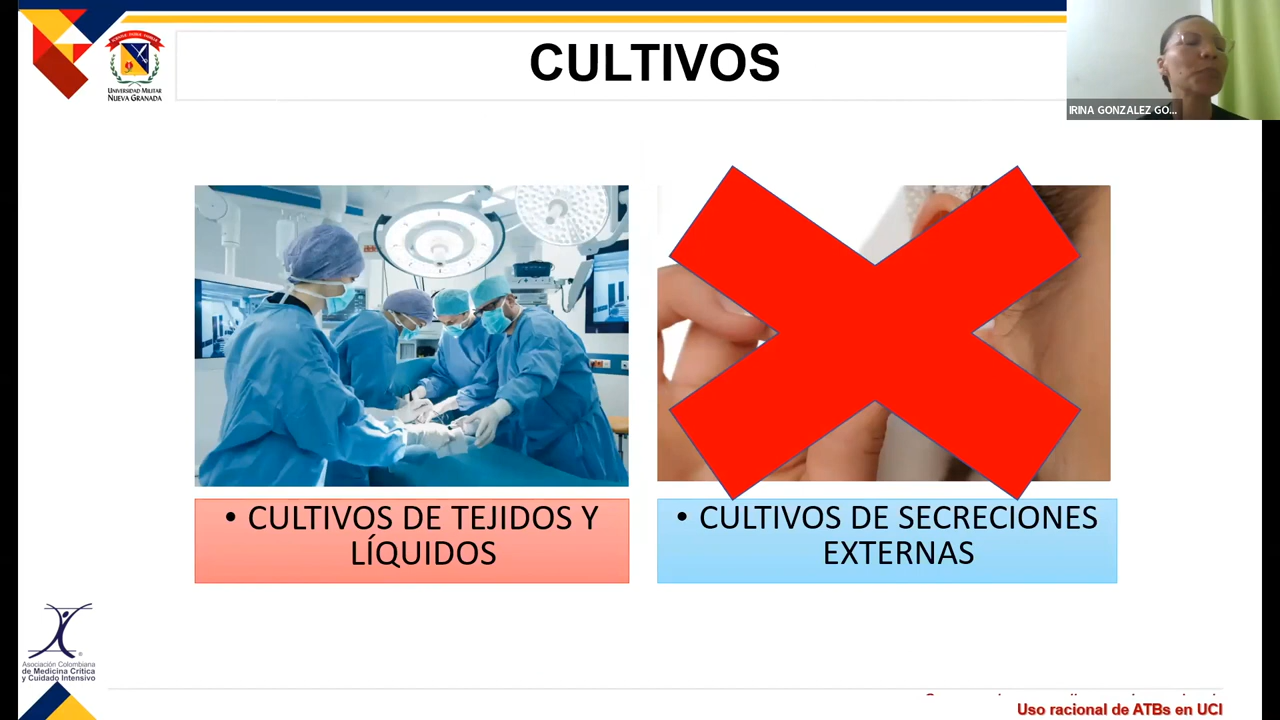 CULTIVOS
UNIVERSIDAD MILITAR
NUEVA GRANADA
IRINA GONZALEZ GO...
• CULTIVOS DE TEJIDOS Y
LÍQUIDOS
• CULTIVOS DE SECRECIONES
EXTERNAS
Asociación Colombiana
de Medicina Crítica
y Cuidado Intensivo
Uso racional de ATBs en UCI